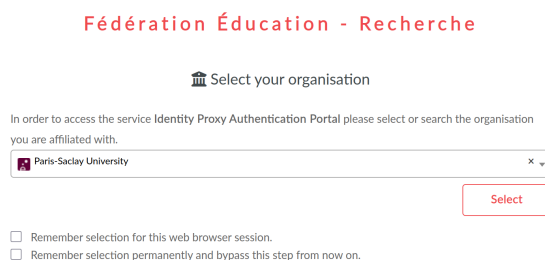 Fédération Éducation - Recherche
Select your organisation
In order to access the service Identity Proxy Authentication Portal please select or search the organisation
you are affiliated with.
Paris-Saclay University
Select
Remember selection for this web browser session.
Remember selection permanently and bypass this step from now on.